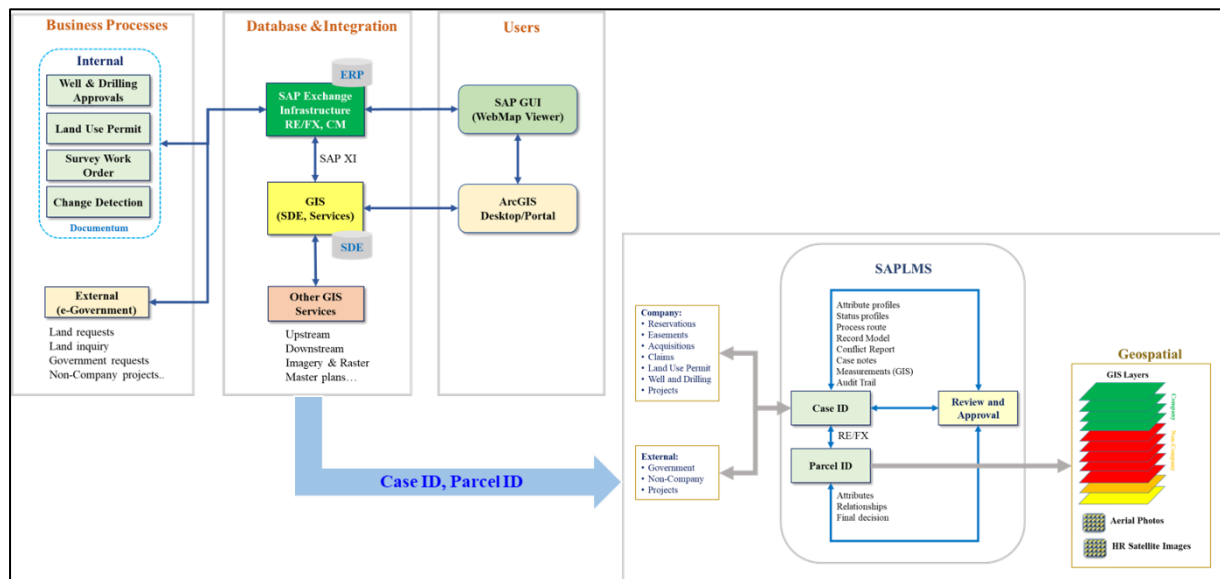 Business Processes
Internal
Well & Drilling
Approvals
Land Use Permit
Survey Work
Order
Change Detection
Documentum
External
(e-Government)
Land requests
Land inquiry
Government requests
Non-Company projects..
Database &Integration
ERP
SAP Exchange
Infrastructure
RE/FX, CM
SAP XI
GIS
(SDE, Services)
SDE
Other GIS
Services
Upstream
Downstream
Imagery & Raster
Master plans…
Users
SAP GUI
(WebMap Viewer)
ArcGIS
Desktop/Portal
Case ID, Parcel ID
Company:
• Reservations
• Easements
• Acquisitions
• Claims
• Land Use Permit
• Well and Drilling
• Projects
External:
• Government
• Non-Company
• Projects
SAPLMS
Attribute profiles
Status profiles
Process route
Record Model
Conflict Report
Case notes
Measurements (GIS)
Audit Trail
Case ID
Review and
Approval
RE/FX
Parcel ID
Attributes
Relationships
Final decision
Geospatial
GIS Layers
Company
Non-Company
Aerial Photos
HR Satellite Images